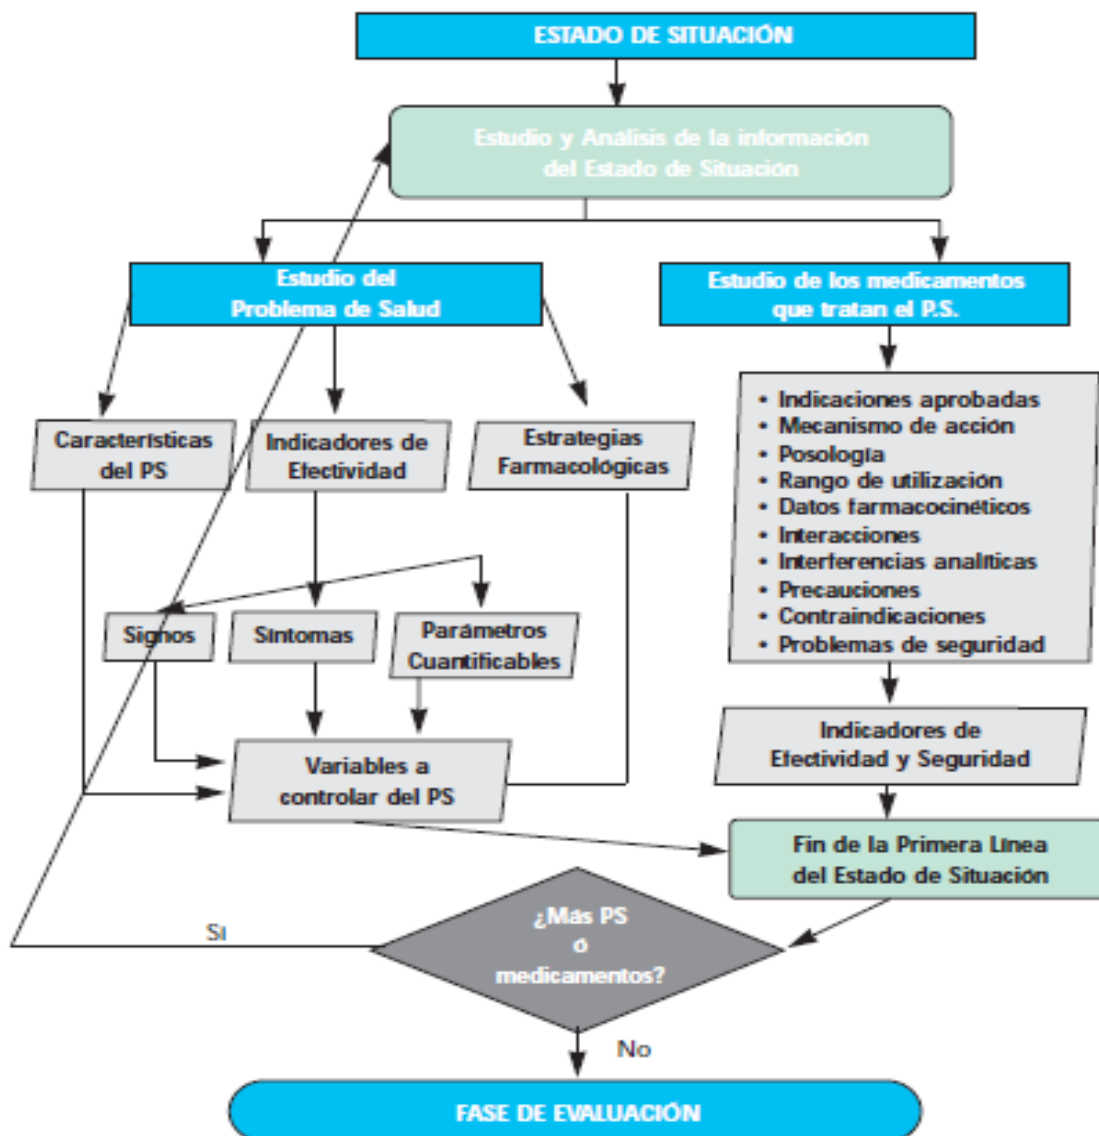 ESTADO DE SITUACIÓN
Estudio y Análisis de la información
del Estado de Situación
Estudio del
Problema de Salud
Estudio de los medicamentos
que tratan el P.S.
Características
del PS
Indicadores de
Efectividad
Estrategias
Farmacológicas
• Indicaciones aprobadas
• Mecanismo de acción
• Posología
• Rango de utilización
• Datos farmacocinéticos
• Interacciones
• Interferencias analíticas
• Precauciones
• Contraindicaciones
• Problemas de seguridad
Signos
Síntomas
Parámetros
Cuantificables
Indicadores de
Efectividad y Seguridad
Variables a
controlar del PS
Fin de la Primera Línea
del Estado de Situación
¿Más PS
ó
medicamentos?
Si
No
FASE DE EVALUACIÓN